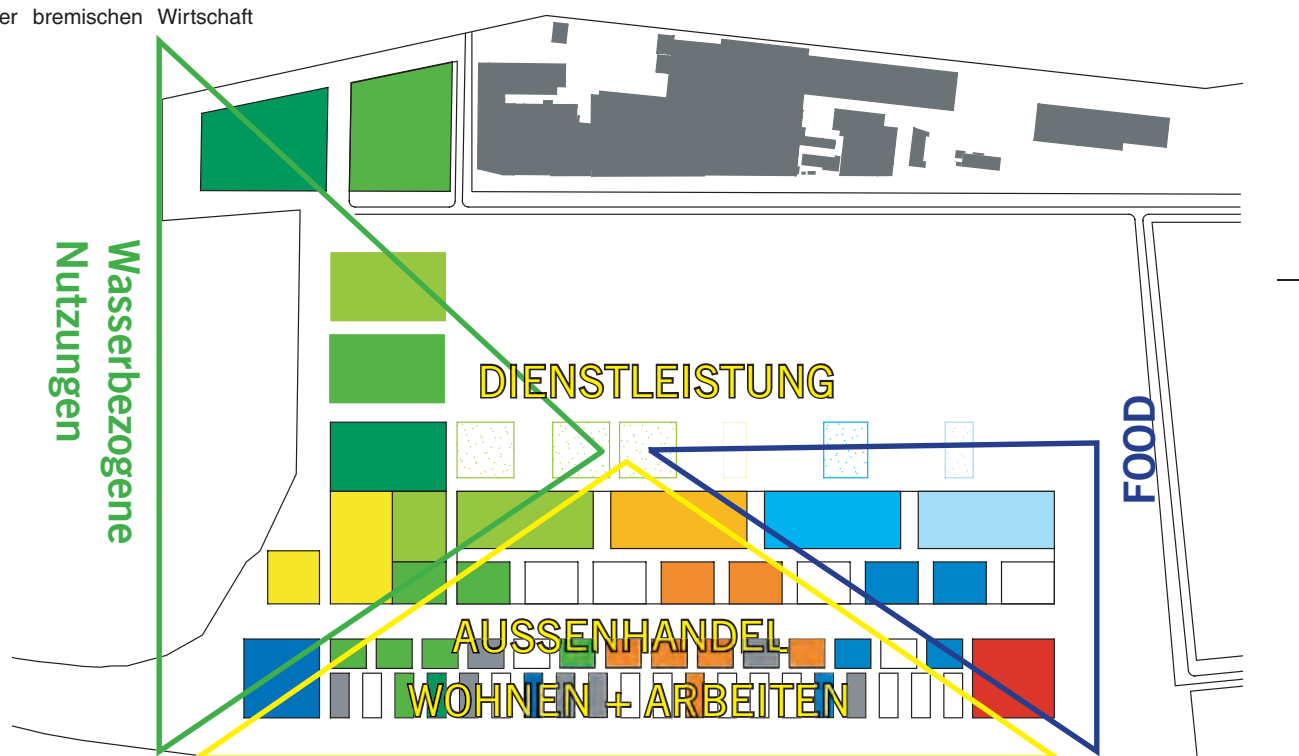 er bremischen Wirtschaft
Wasserbezogene
Nutzungen
DIENSTLEISTUNG
FOOD
AUSSENHANDEL
WOHNEN + ARBEITEN